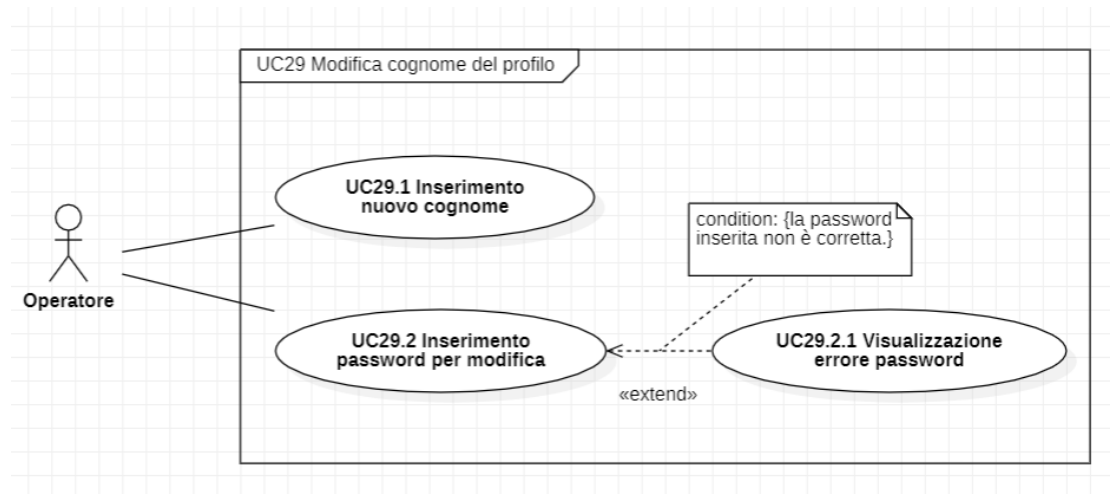 UC29 Modifica cognome del profilo
UC29.1 Inserimento
nuovo cognome
condition: {la password
inserita non è corretta.}
Operatore
UC29.2 Inserimento
password per modifica
UC29.2.1 Visualizzazione
errore password
«extend»